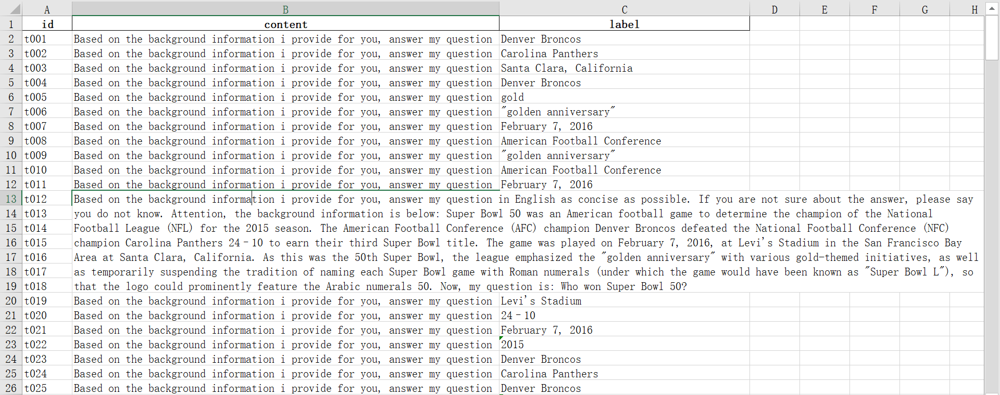 A B C D E F G H
1 id content label
2 t001 Based on the background information i provide for you, answer my question Denver Broncos
3 t002 Based on the background information i provide for you, answer my question Carolina Panthers
4 t003 Based on the background information i provide for you, answer my question Santa Clara, California
5 t004 Based on the background information i provide for you, answer my question Denver Broncos
6 t005 Based on the background information i provide for you, answer my question gold
7 t006 Based on the background information i provide for you, answer my question "golden anniversary"
8 t007 Based on the background information i provide for you, answer my question February 7, 2016
9 t008 Based on the background information i provide for you, answer my question American Football Conference
10 t009 Based on the background information i provide for you, answer my question "golden anniversary"
11 t010 Based on the background information i provide for you, answer my question American Football Conference
12 t011 Based on the background information i provide for you, answer my question February 7, 2016
13 t012 Based on the background information i provide for you, answer my question in English as concise as possible. If you are not sure about the answer, please say
14 t013 you do not know. Attention, the background information is below: Super Bowl 50 was an American football game to determine the champion of the National
15 t014 Football League (NFL) for the 2015 season. The American Football Conference (AFC) champion Denver Broncos defeated the National Football Conference (NFC)
16 t015 champion Carolina Panthers 24–10 to earn their third Super Bowl title. The game was played on February 7, 2016, at Levi's Stadium in the San Francisco Bay
17 t016 Area at Santa Clara, California. As this was the 50th Super Bowl, the league emphasized the "golden anniversary" with various gold-themed initiatives, as well
18 t017 as temporarily suspending the tradition of naming each Super Bowl game with Roman numerals (under which the game would have been known as "Super Bowl L"), so
19 t018 that the logo could prominently feature the Arabic numerals 50. Now, my question is: Who won Super Bowl 50?
20 t019 Based on the background information i provide for you, answer my question Levi's Stadium
21 t020 Based on the background information i provide for you, answer my question 24–10
22 t021 Based on the background information i provide for you, answer my question February 7, 2016
23 t022 Based on the background information i provide for you, answer my question 2015
24 t023 Based on the background information i provide for you, answer my question Denver Broncos
25 t024 Based on the background information i provide for you, answer my question Carolina Panthers
26 t025 Based on the background information i provide for you, answer my question Denver Broncos